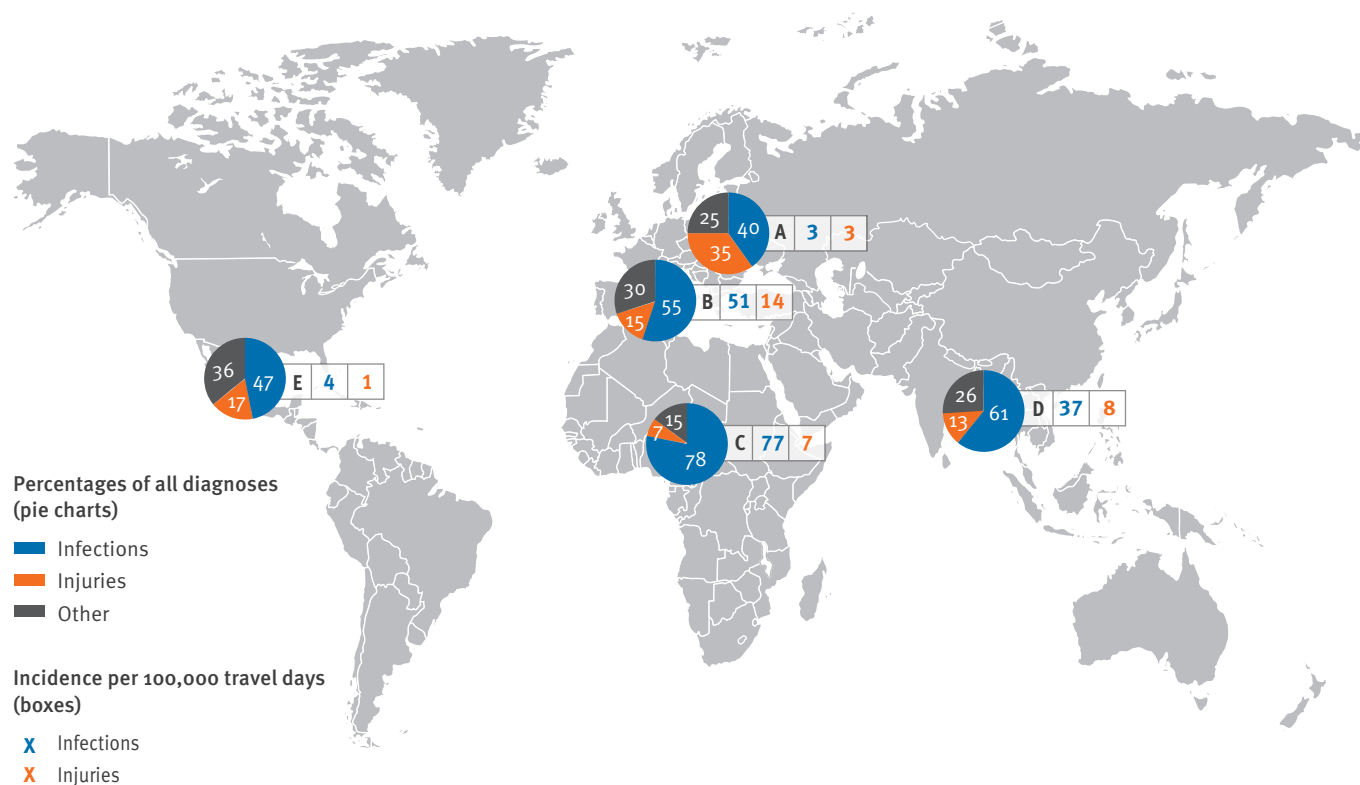 25
40
35
A 3 3
30
55
15
B 51 14
36
47
17
E 4 1
26
61
13
D 37 8
15
7
78
C 77 7
Percentages of all diagnoses
(pie charts)
Infections
Injuries
Other
Incidence per 100,000 travel days
(boxes)
X Infections
X Injuries